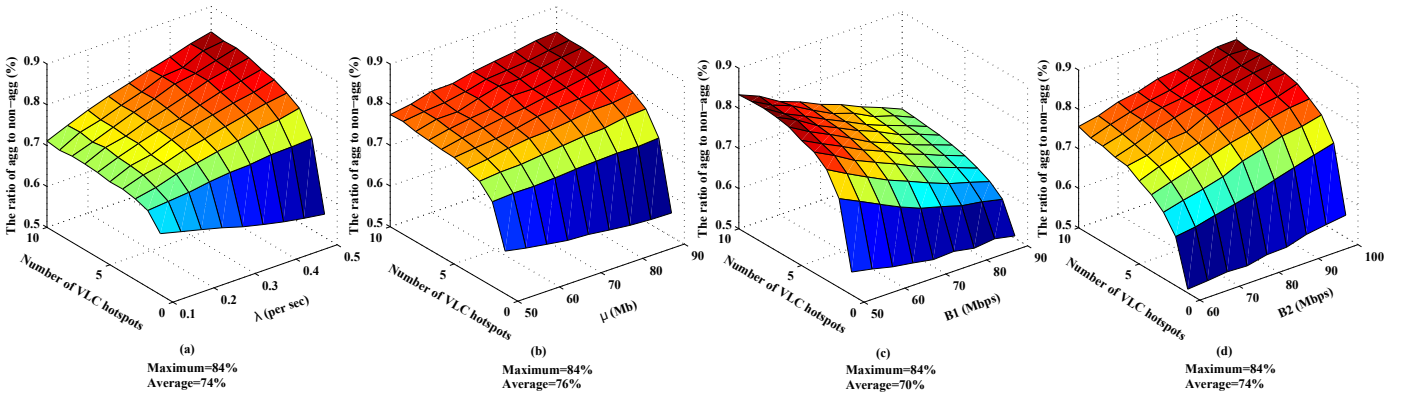 The ratio of agg to non−agg (%)
0.9
0.8
0.7
0.6
0.5
10
5
0
Number of VLC hotspots
0.1
0.2
0.3
0.4
0.5
λ (per sec)
(a)
Maximum=84%
Average=74%
The ratio of agg to non−agg (%)
0.9
0.8
0.7
0.6
0.5
10
5
0
Number of VLC hotspots
50
60
70
80
90
μ (Mb)
(b)
Maximum=84%
Average=76%
The ratio of agg to non−agg (%)
0.9
0.8
0.7
0.6
0.5
10
5
0
Number of VLC hotspots
50
60
70
80
90
B1 (Mbps)
(c)
Maximum=84%
Average=70%
The ratio of agg to non−agg (%)
0.9
0.8
0.7
0.6
0.5
10
5
0
Number of VLC hotspots
60
70
80
90
100
B2 (Mbps)
(d)
Maximum=84%
Average=74%